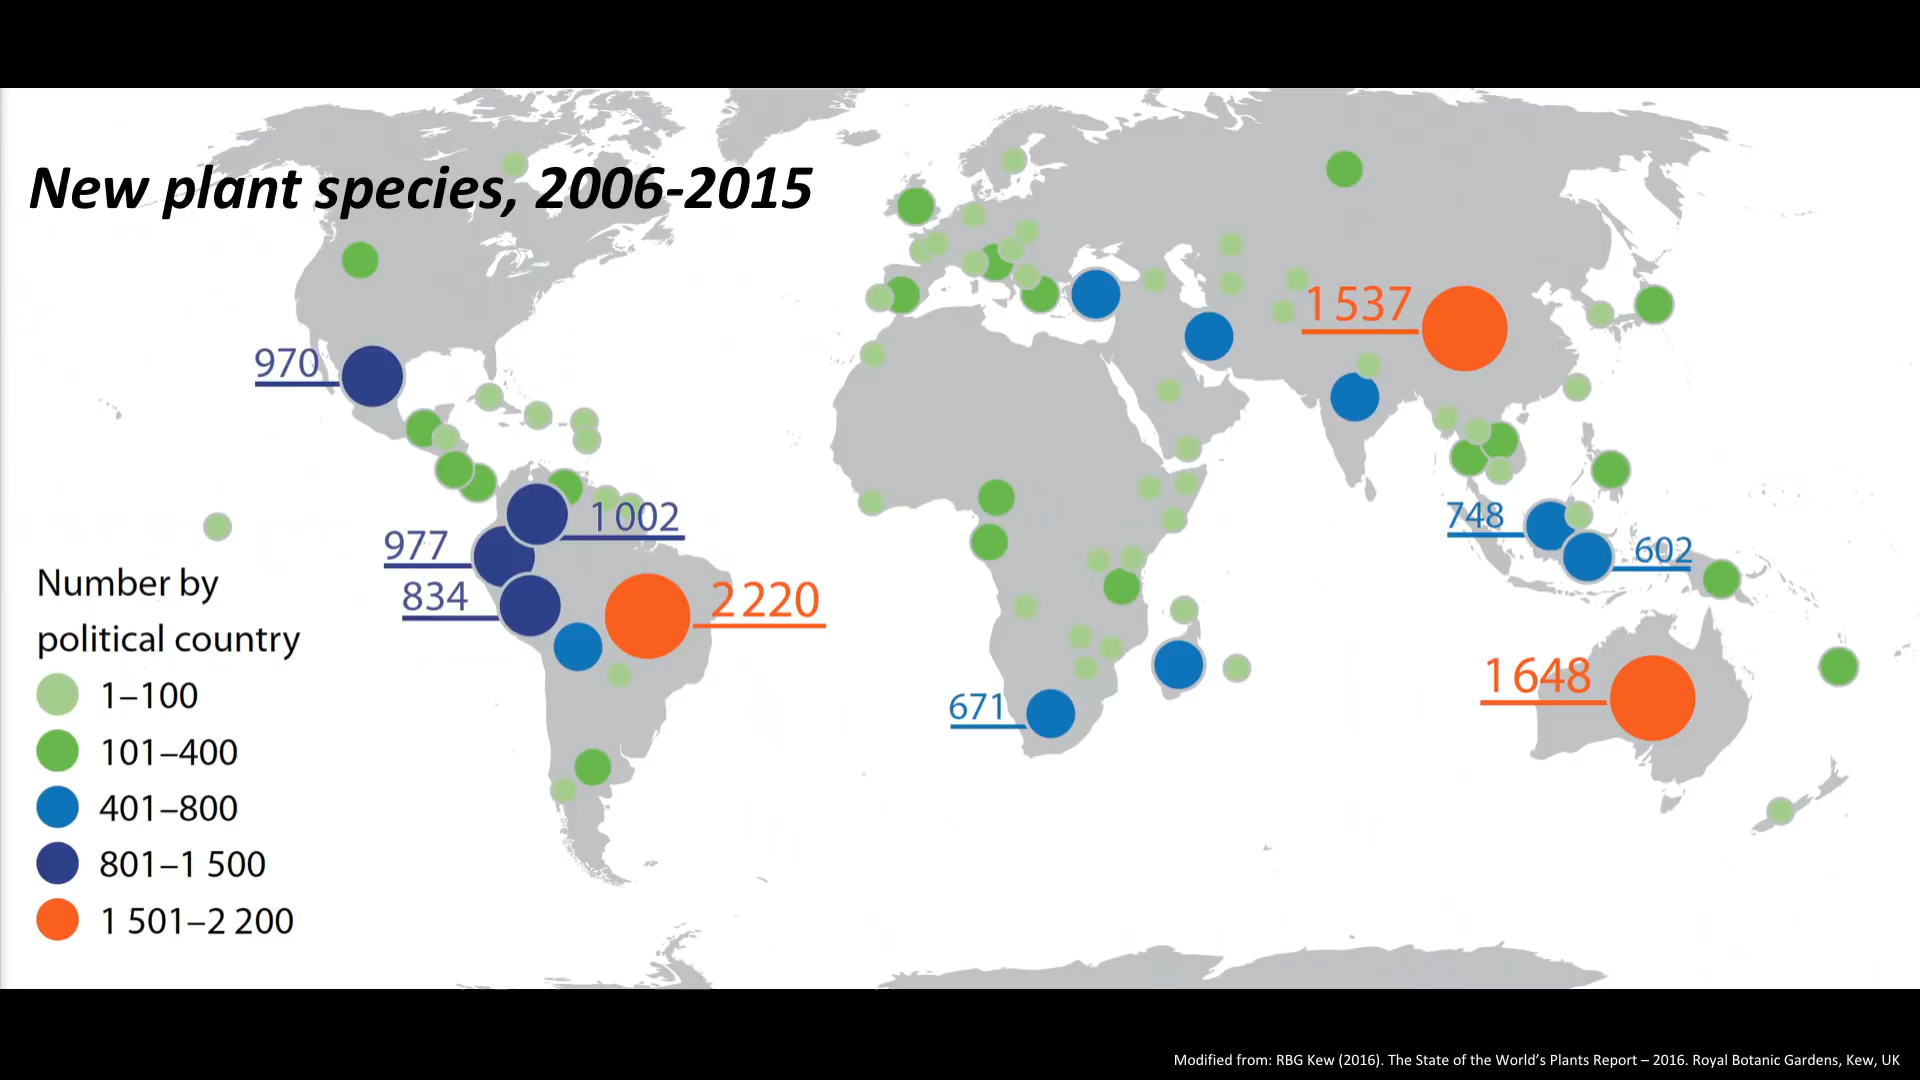 New plant species, 2006-2015
1 537
970
1 002
977
834
2 220
748
602
671
1 648
Number by
political country
1–100
101–400
401–800
801–1 500
1 501–2 200
Modified from: RBG Kew (2016). The State of the World’s Plants Report – 2016. Royal Botanic Gardens, Kew, UK